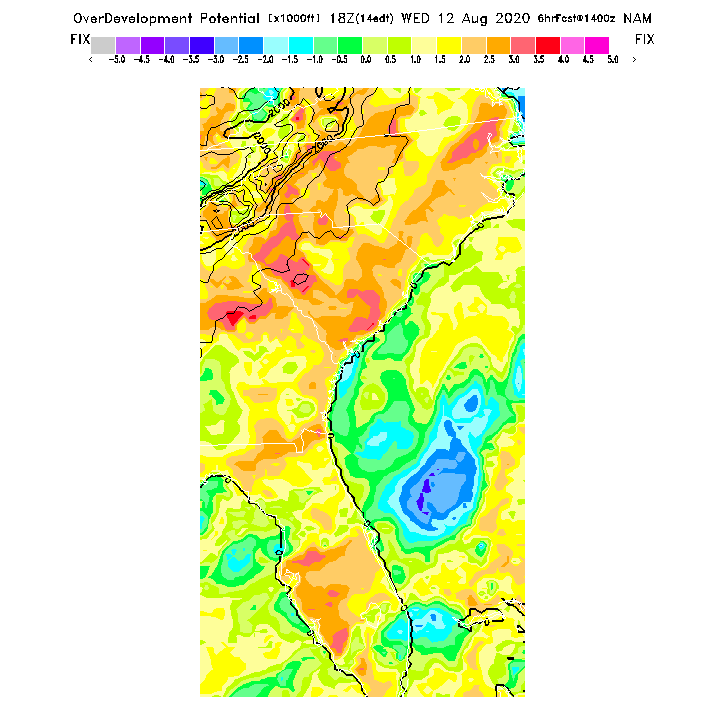 OverDevelopment Potential [x1000ft] 18Z(14edt) WED 12 Aug 2020 6hrFcst@1400z NAM
FIX FIX
< -5.0 -4.5 -4.0 -3.5 -3.0 -2.5 -2.0 -1.5 -1.0 -0.5 0.0 0.5 1.0 1.5 2.0 2.5 3.0 3.5 4.0 4.5 5.0 >
2000
2000